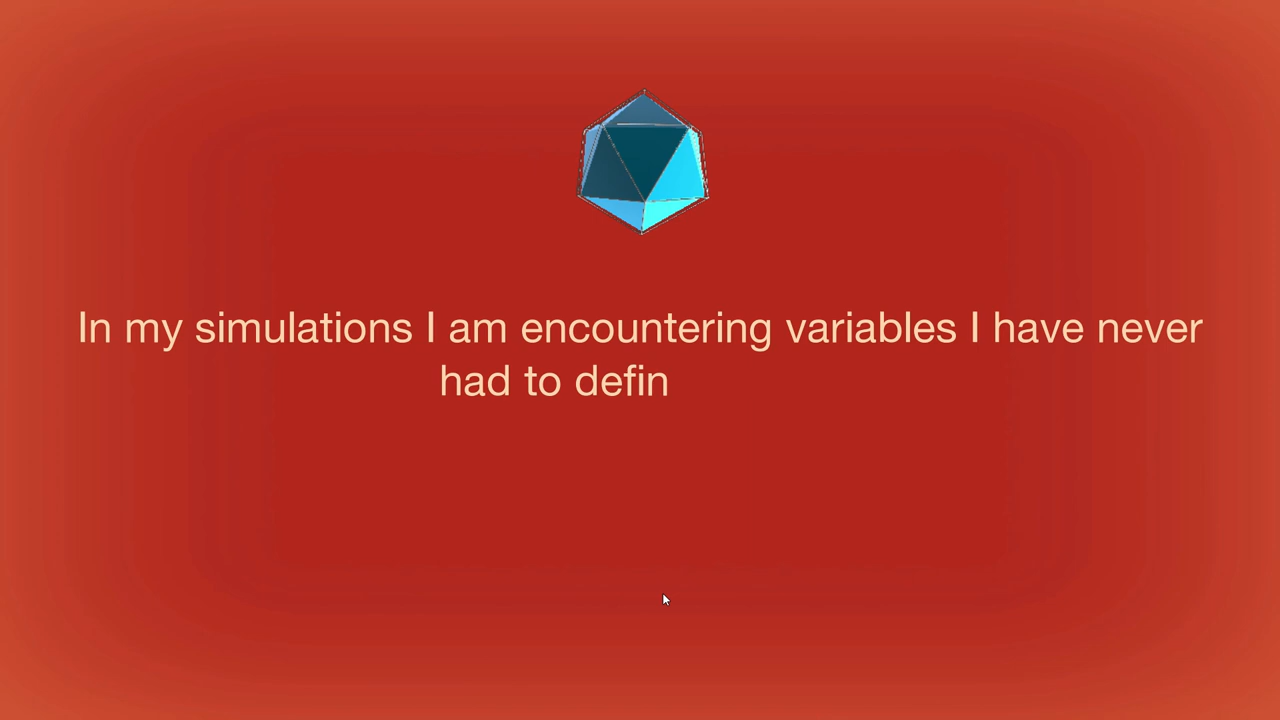 In my simulations I am encountering variables I have never
had to defin